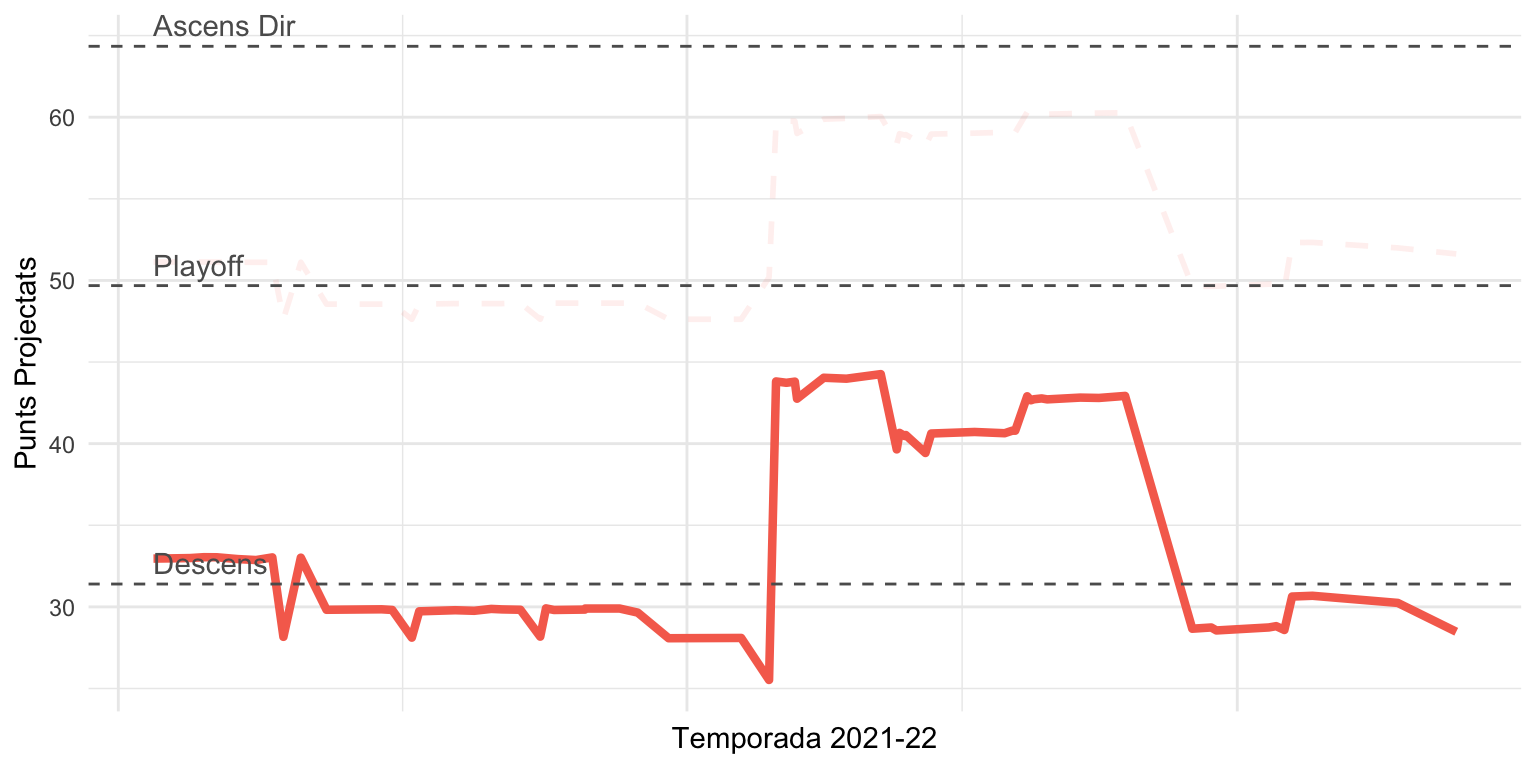 Ascens Dir
60
Playoff
50
40
Descens
30
Punts Projectats
Temporada 2021-22